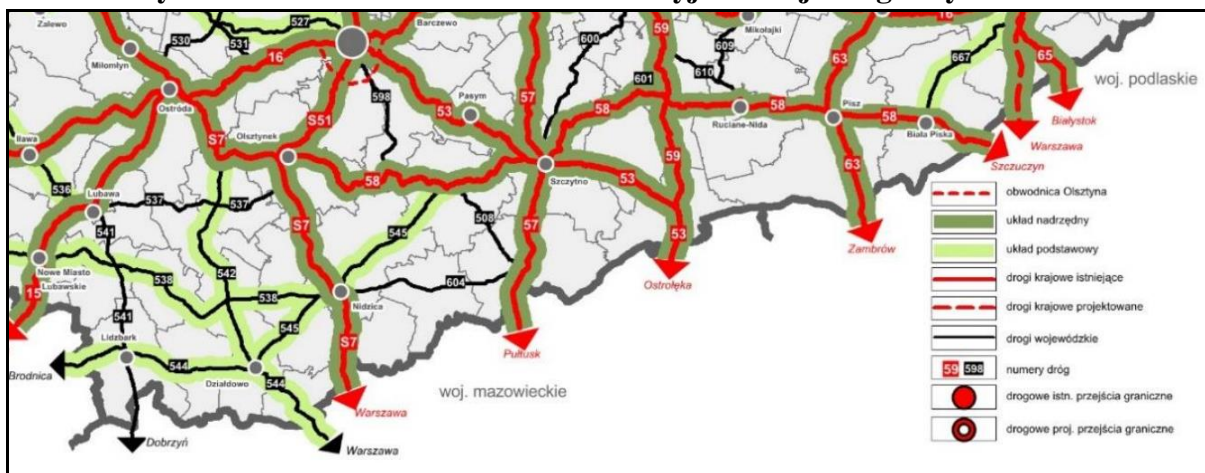 Zalewo
527
Barczewo
59
Mikołajki
16
530
531
600
609
63
667
65
Miłomłyn
16
598
601
610
woj. podlaskie
Ostróda
53
Pasym
57
58
Ruciane-Nida
58
Pisz
58
Biała Piska
Białystok
Warszawa
Szczuczyn
S7
Olsztynek
S51
Iława
58
Szczytno
53
59
63
536
Lubawa
537
537
508
541
S7
545
57
53
Zambrów
Nowe Miasto
Lubawskie
538
542
538
604
Ostrołęka
15
541
545
Nidzica
Lidzbark
S7
Pułtusk
544
Działdowo
544
Brodnica
woj. mazowieckie
Warszawa
Dobrzyń
Warszawa
obwodnica Olsztyna
układ nadrzędny
układ podstawowy
drogi krajowe istniejące
drogi krajowe projektowane
drogi wojewódzkie
59 598 numery dróg
drogowe istn. przejścia graniczne
drogowe proj. przejścia graniczne